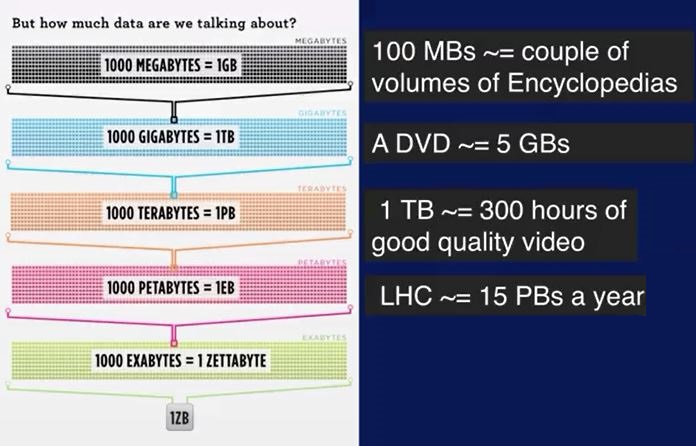 But how much data are we talking about?
MEGABYTES
1000 MEGABYTES = 1GB
GIGABYTES
1000 GIGABYTES = 1TB
TERABYTES
1000 TERABYTES = 1PB
PETABYTES
1000 PETABYTES = 1EB
EXABYTES
1000 EXABYTES = 1 ZETTABYTE
1ZB
100 MBs ~= couple of
volumes of Encyclopedias
A DVD ~= 5 GBs
1 TB ~= 300 hours of
good quality video
LHC ~= 15 PBs a year